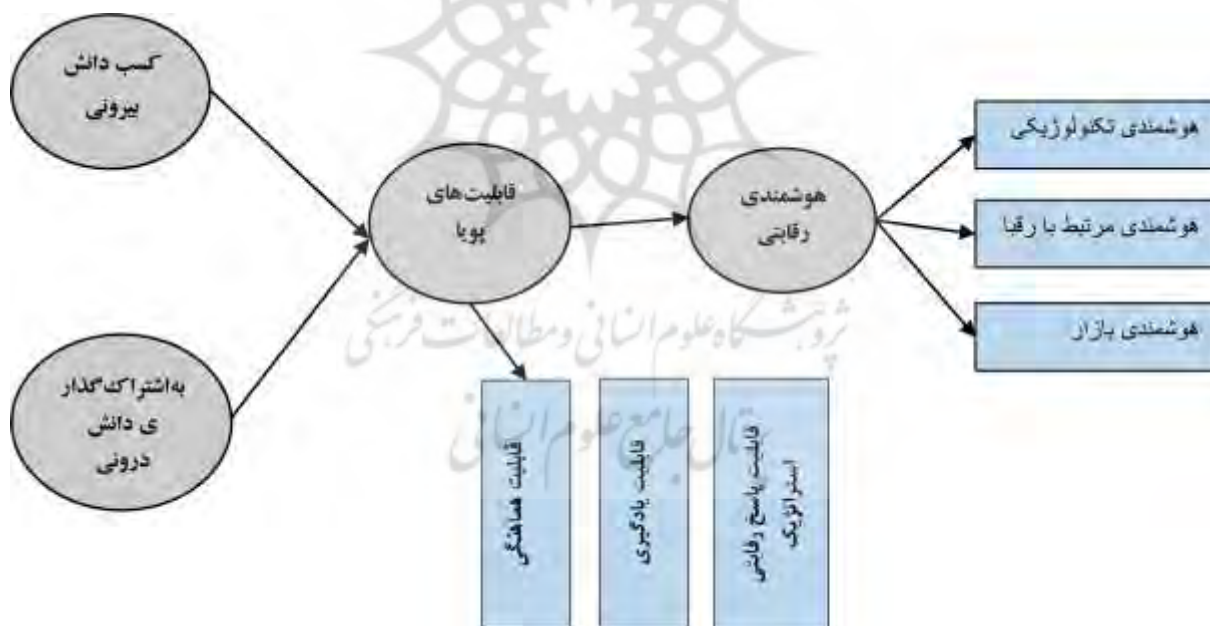 کسب دانش
بیرونی
قابلیت‌های
پویا
هوشمندی
رقابتی
هوشمندی تکنولوژیکی
هوشمندی مرتبط با رقبا
هوشمندی بازار
به‌اشتراک‌گذار
ی دانش
درونی
قابلیت هماهنگی
قابلیت یادگیری
قابلیت پاسخ رقابتی
استراتژیک
پژوهشگاه علوم انسانی و مطالعات فرهنگی
پرتال جامع علوم انسانی